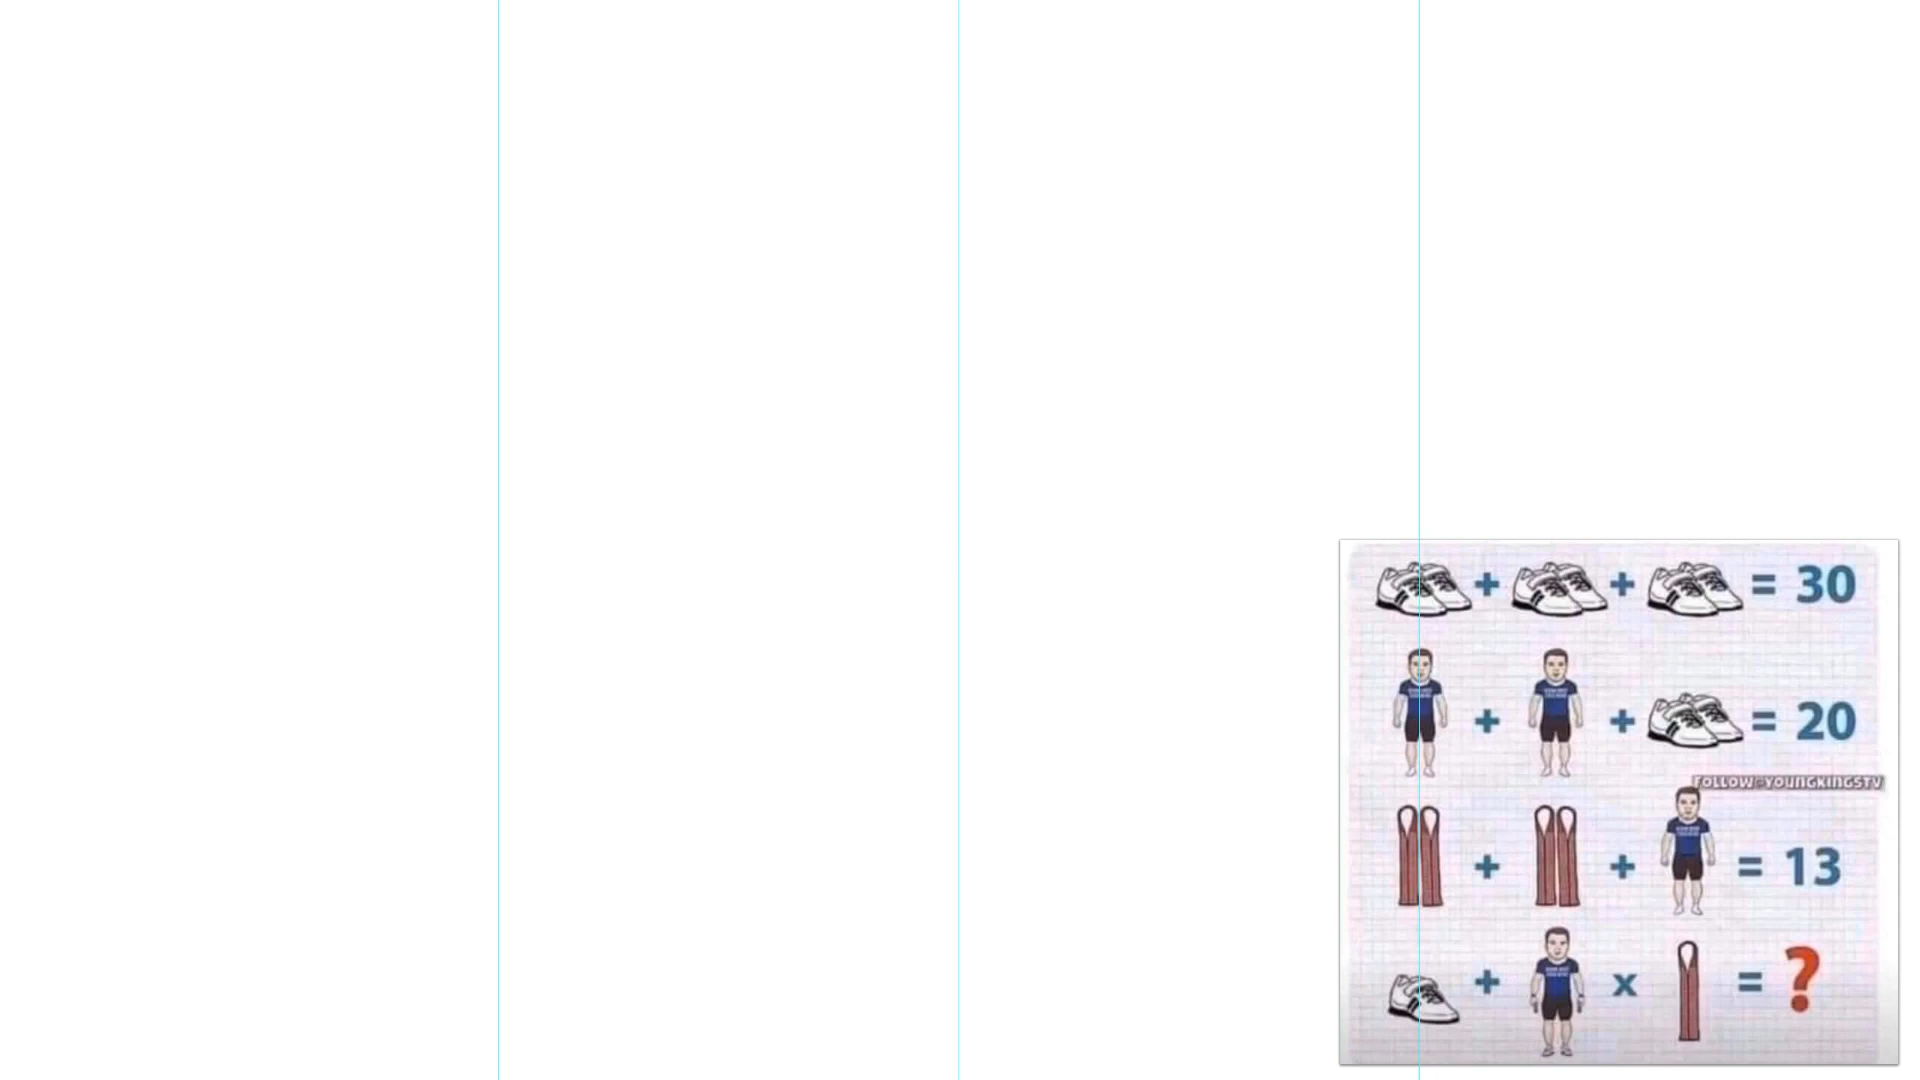 + + = 30
+ + = 20
FOLLOW@YOUNGKINGSTV
+ + = 13
+ x = ?